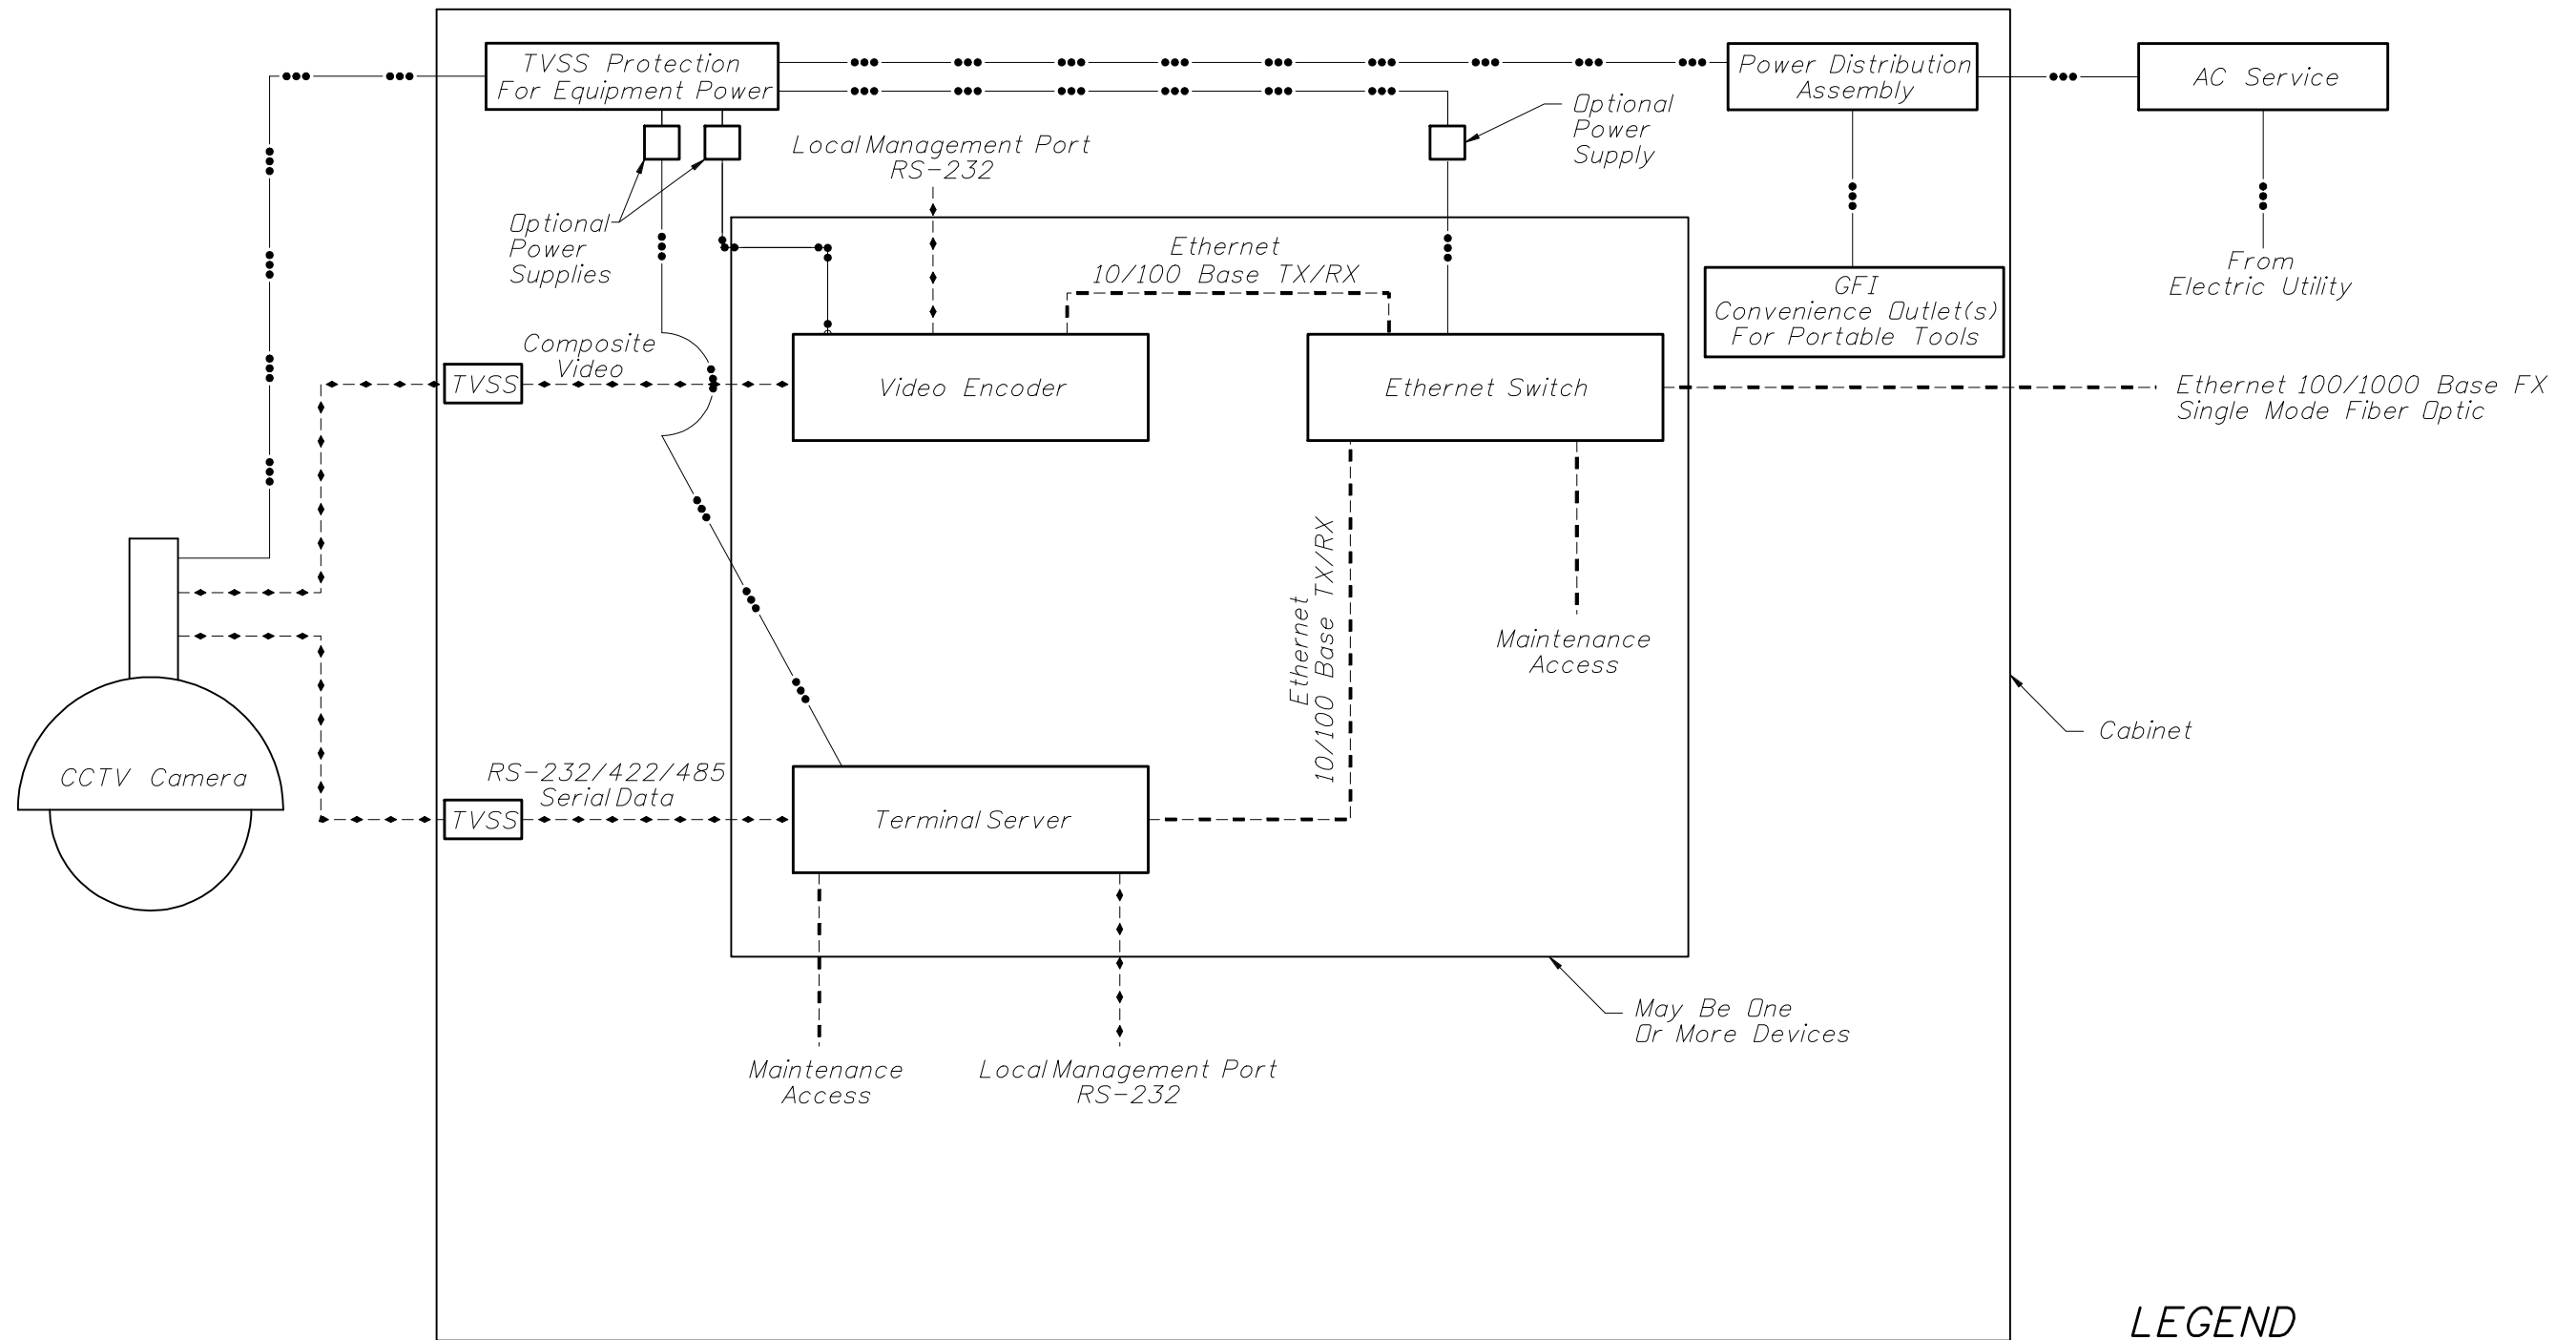 TVSS Protection
For Equipment Power
Power Distribution
Assembly
AC Service
Optional
Power
Supply
Local Management Port
RS-232
Optional
Power
Supplies
Ethernet
10/100 Base TX/RX
From
Electric Utility
GFI
Convenience Outlet(s)
For Portable Tools
Composite
Video
TVSS
Video Encoder
Ethernet Switch
Ethernet 100/1000 Base FX
Single Mode Fiber Optic
Ethernet
10/100 Base TX/RX
Maintenance
Access
Cabinet
CCTV Camera
RS-232/422/485
Serial Data
TVSS
Terminal Server
May Be One
Or More Devices
Maintenance
Access
Local Management Port
RS-232
LEGEND